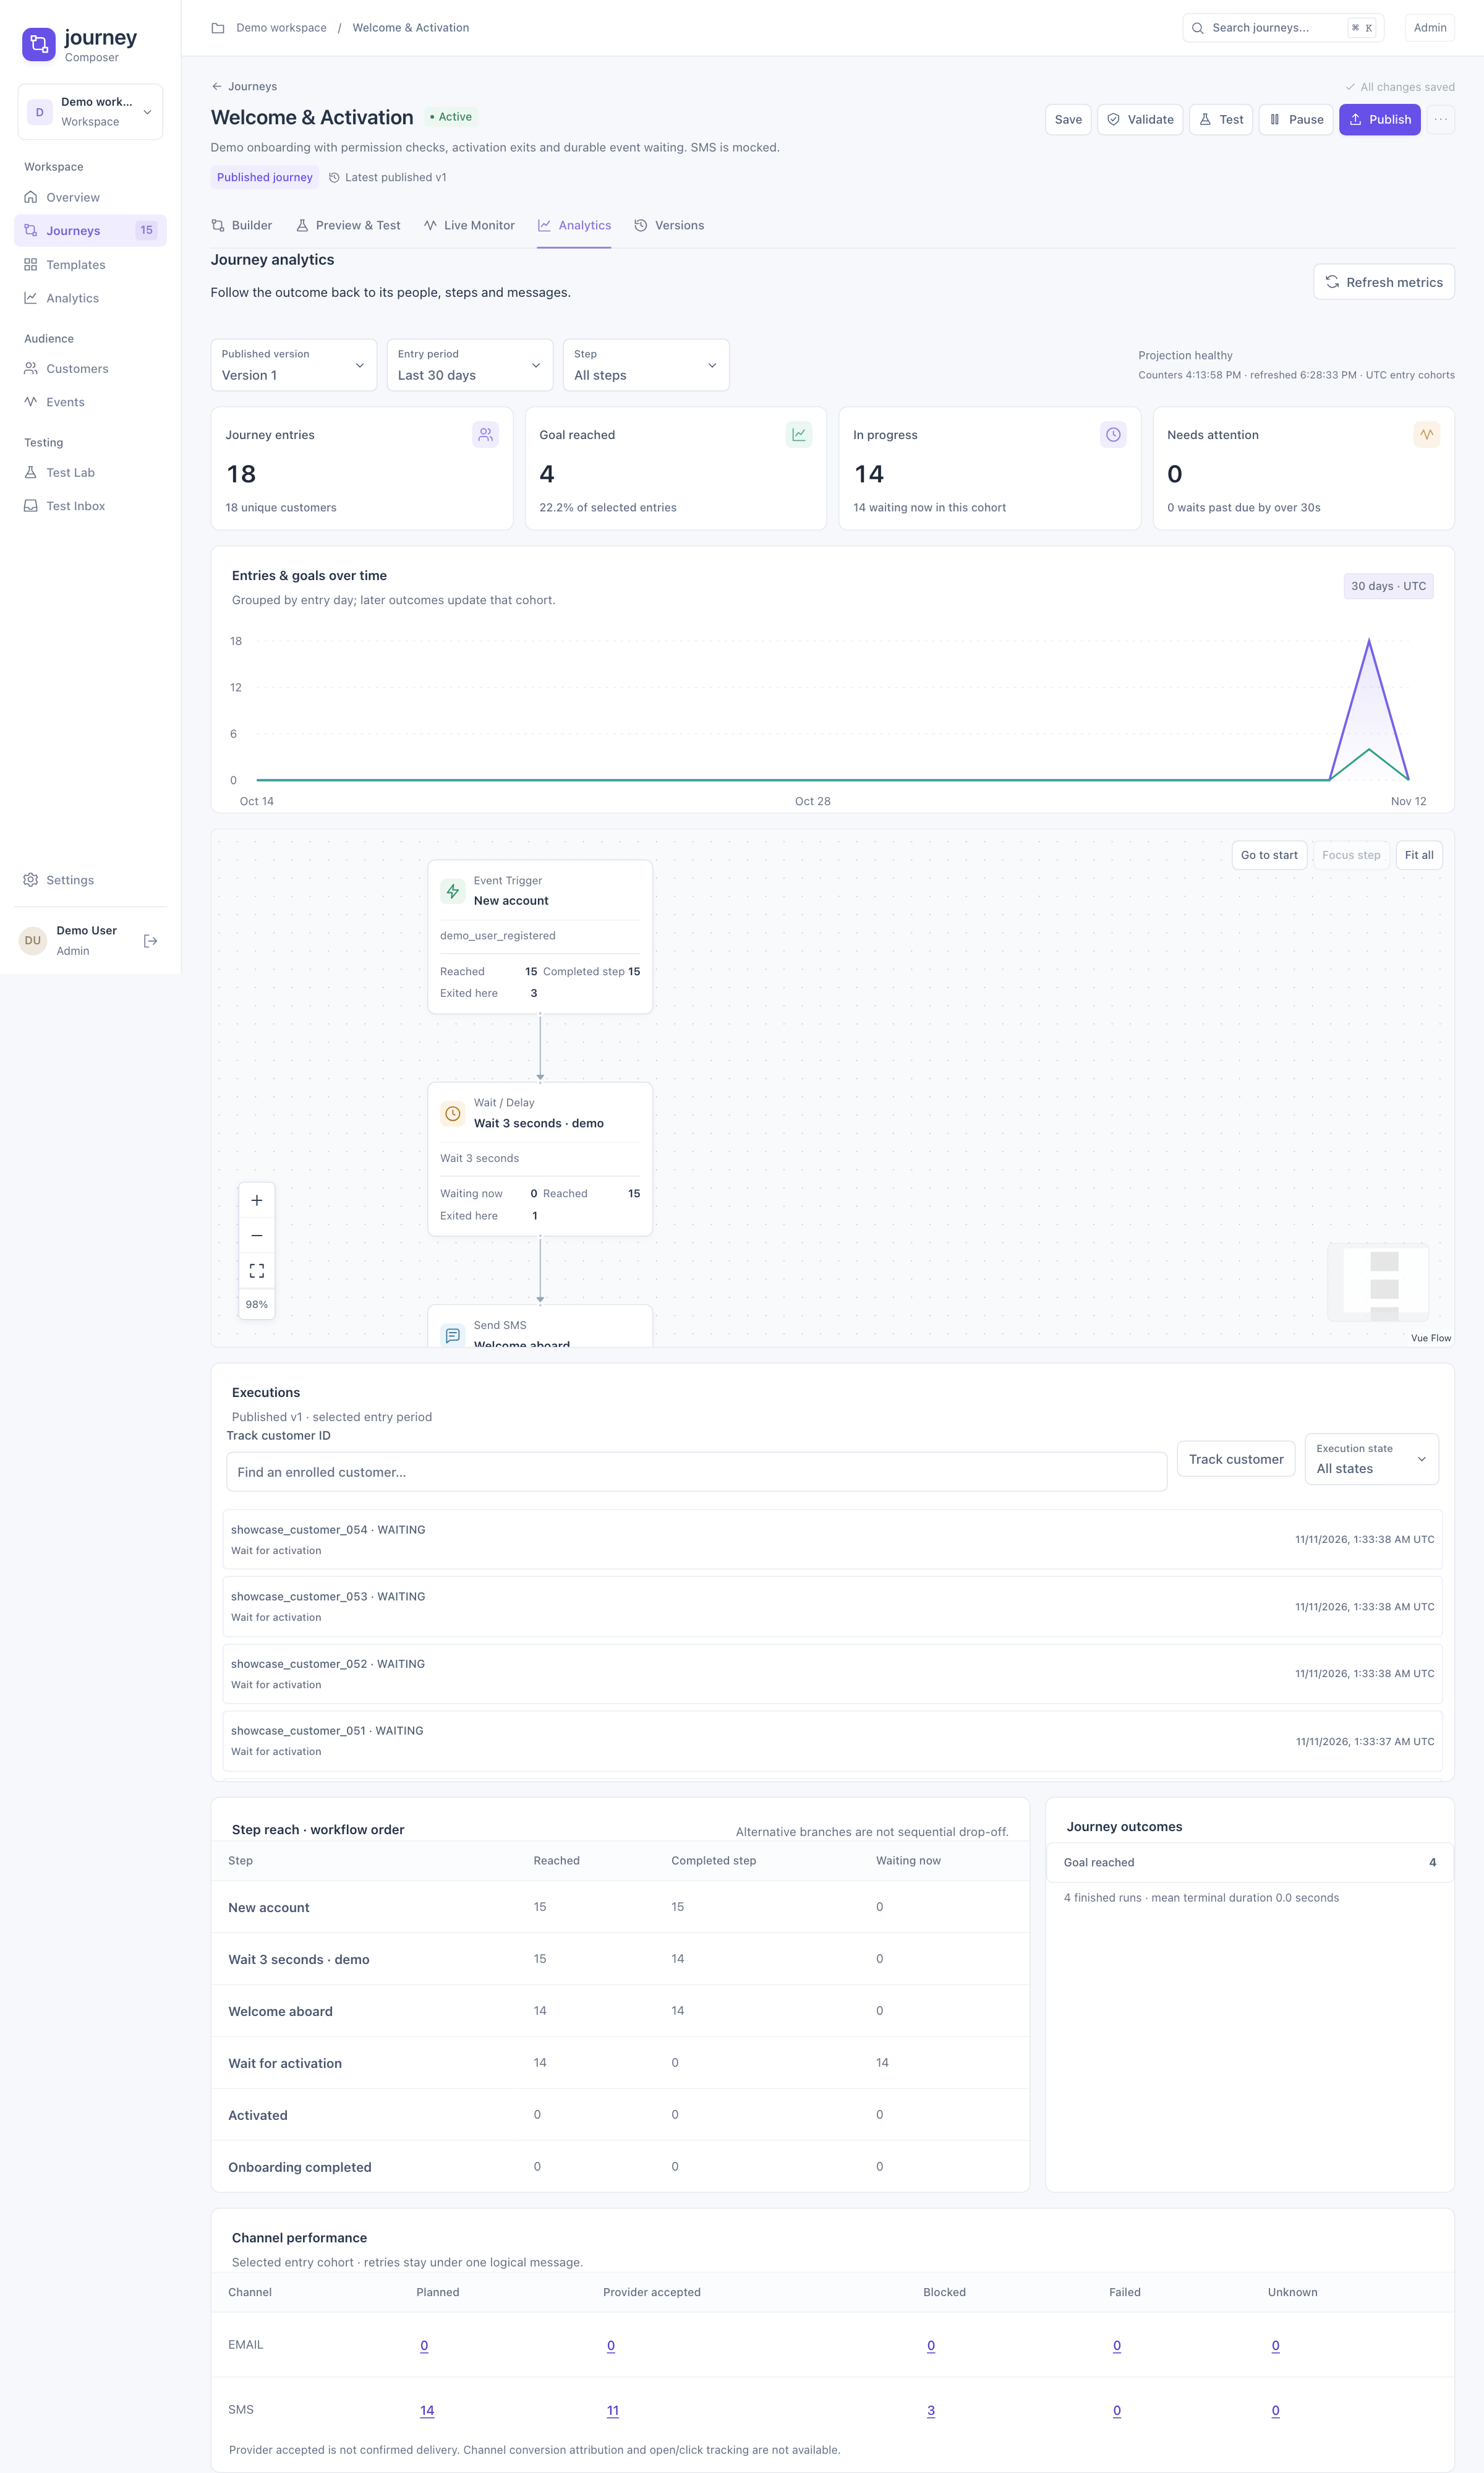 journey
Composer
D
Demo work...
Workspace
Workspace
Overview
Journeys 15
Templates
Analytics
Audience
Customers
Events
Testing
Test Lab
Test Inbox
Settings
DU
Demo User
Admin
Demo workspace / Welcome & Activation
Search journeys... ⌘ K
Admin
← Journeys
All changes saved
Welcome & Activation
• Active
Save Validate Test Pause Publish ...
Demo onboarding with permission checks, activation exits and durable event waiting. SMS is mocked.
Published journey Latest published v1
Builder Preview & Test Live Monitor Analytics Versions
Journey analytics
Follow the outcome back to its people, steps and messages.
Refresh metrics
Published version
Version 1
Entry period
Last 30 days
Step
All steps
Projection healthy
Counters 4:13:58 PM · refreshed 6:28:33 PM · UTC entry cohorts
Journey entries
18
18 unique customers
Goal reached
4
22.2% of selected entries
In progress
14
14 waiting now in this cohort
Needs attention
0
0 waits past due by over 30s
Entries & goals over time
Grouped by entry day; later outcomes update that cohort.
30 days · UTC
18
12
6
0
Oct 14 Oct 28 Nov 12
Go to start Focus step Fit all
Event Trigger
New account
demo_user_registered
Reached 15 Completed step 15
Exited here 3
Wait / Delay
Wait 3 seconds · demo
Wait 3 seconds
Waiting now 0 Reached 15
Exited here 1
Send SMS
Welcome aboard
+
−
98%
Vue Flow
Executions
Published v1 · selected entry period
Track customer ID
Find an enrolled customer...
Track customer
Execution state
All states
showcase_customer_054 · WAITING
Wait for activation
11/11/2026, 1:33:38 AM UTC
showcase_customer_053 · WAITING
Wait for activation
11/11/2026, 1:33:38 AM UTC
showcase_customer_052 · WAITING
Wait for activation
11/11/2026, 1:33:38 AM UTC
showcase_customer_051 · WAITING
Wait for activation
11/11/2026, 1:33:37 AM UTC
Step reach · workflow order
Alternative branches are not sequential drop-off.
Step Reached Completed step Waiting now
New account 15 15 0
Wait 3 seconds · demo 15 14 0
Welcome aboard 14 14 0
Wait for activation 14 0 14
Activated 0 0 0
Onboarding completed 0 0 0
Journey outcomes
Goal reached 4
4 finished runs · mean terminal duration 0.0 seconds
Channel performance
Selected entry cohort · retries stay under one logical message.
Channel Planned Provider accepted Blocked Failed Unknown
EMAIL 0 0 0 0 0
SMS 14 11 3 0 0
Provider accepted is not confirmed delivery. Channel conversion attribution and open/click tracking are not available.